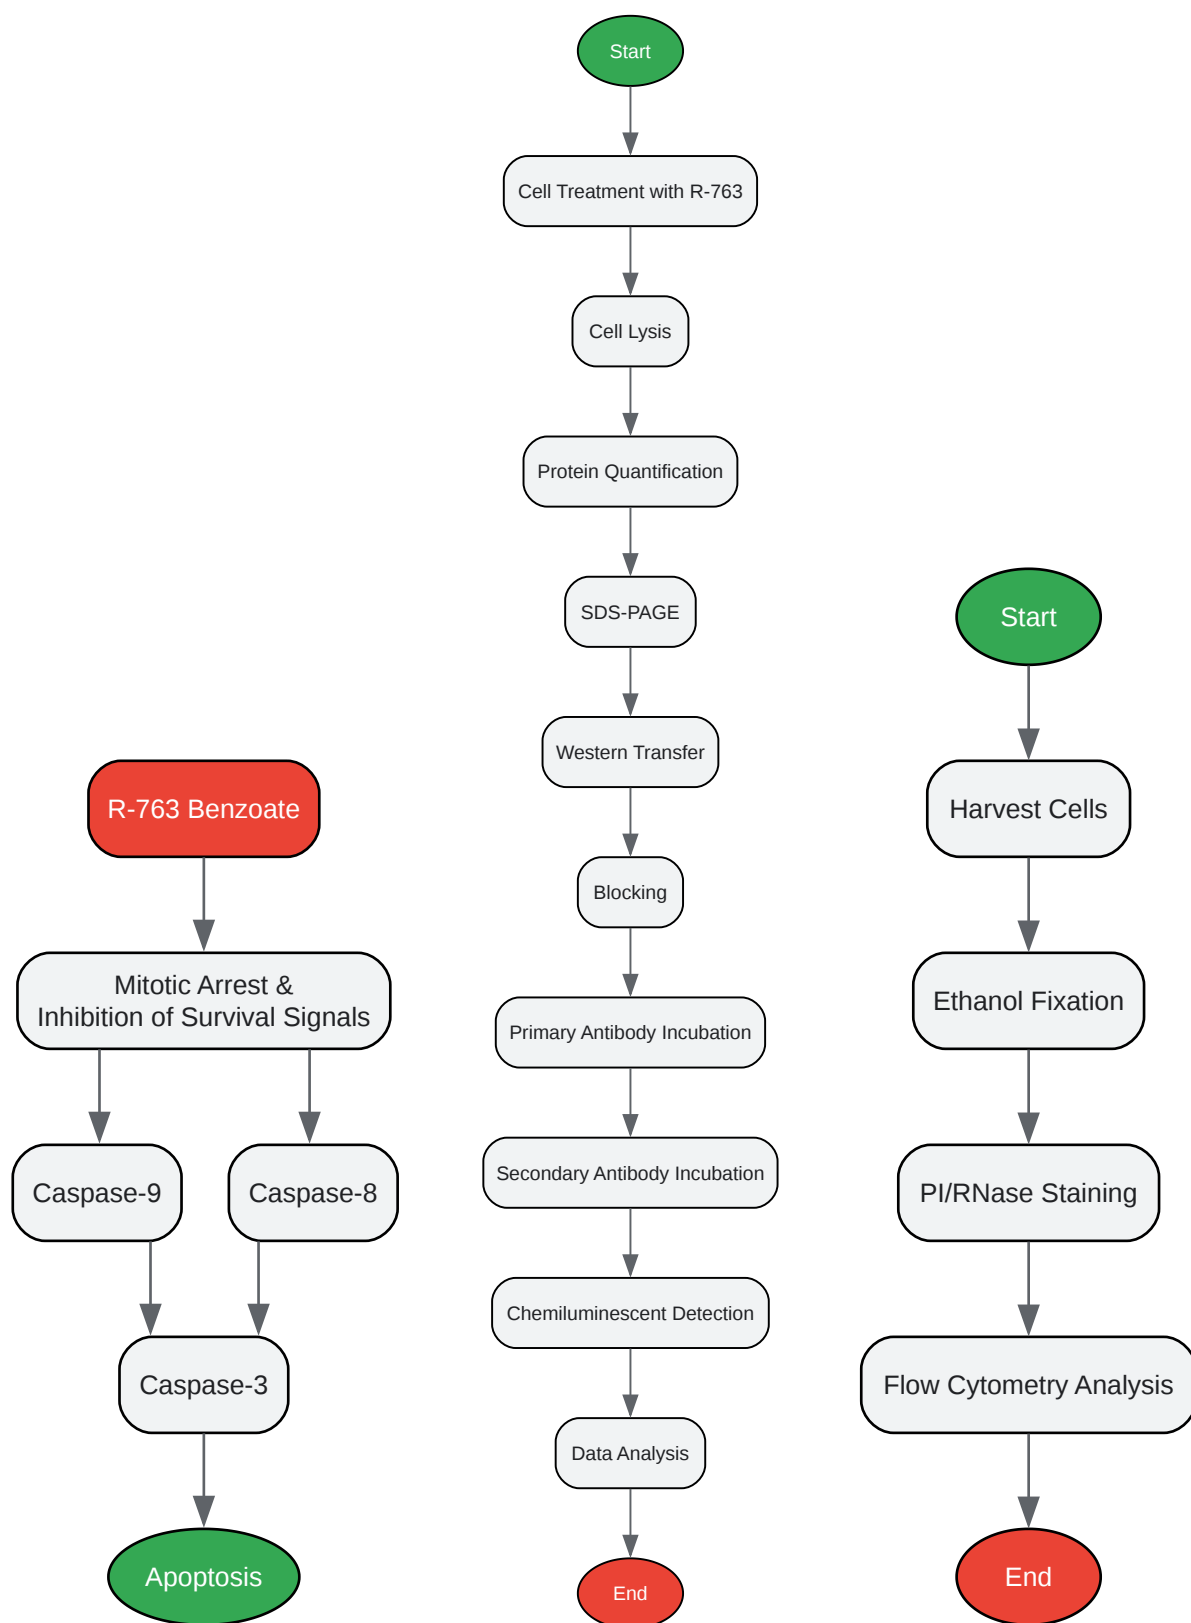 R-763 Benzoate
Mitotic Arrest &
Inhibition of Survival Signals
Caspase-9
Caspase-8
Caspase-3
Apoptosis
Start
Cell Treatment with R-763
Cell Lysis
Protein Quantification
SDS-PAGE
Western Transfer
Blocking
Primary Antibody Incubation
Secondary Antibody Incubation
Chemiluminescent Detection
Data Analysis
End
Start
Harvest Cells
Ethanol Fixation
PI/RNase Staining
Flow Cytometry Analysis
End